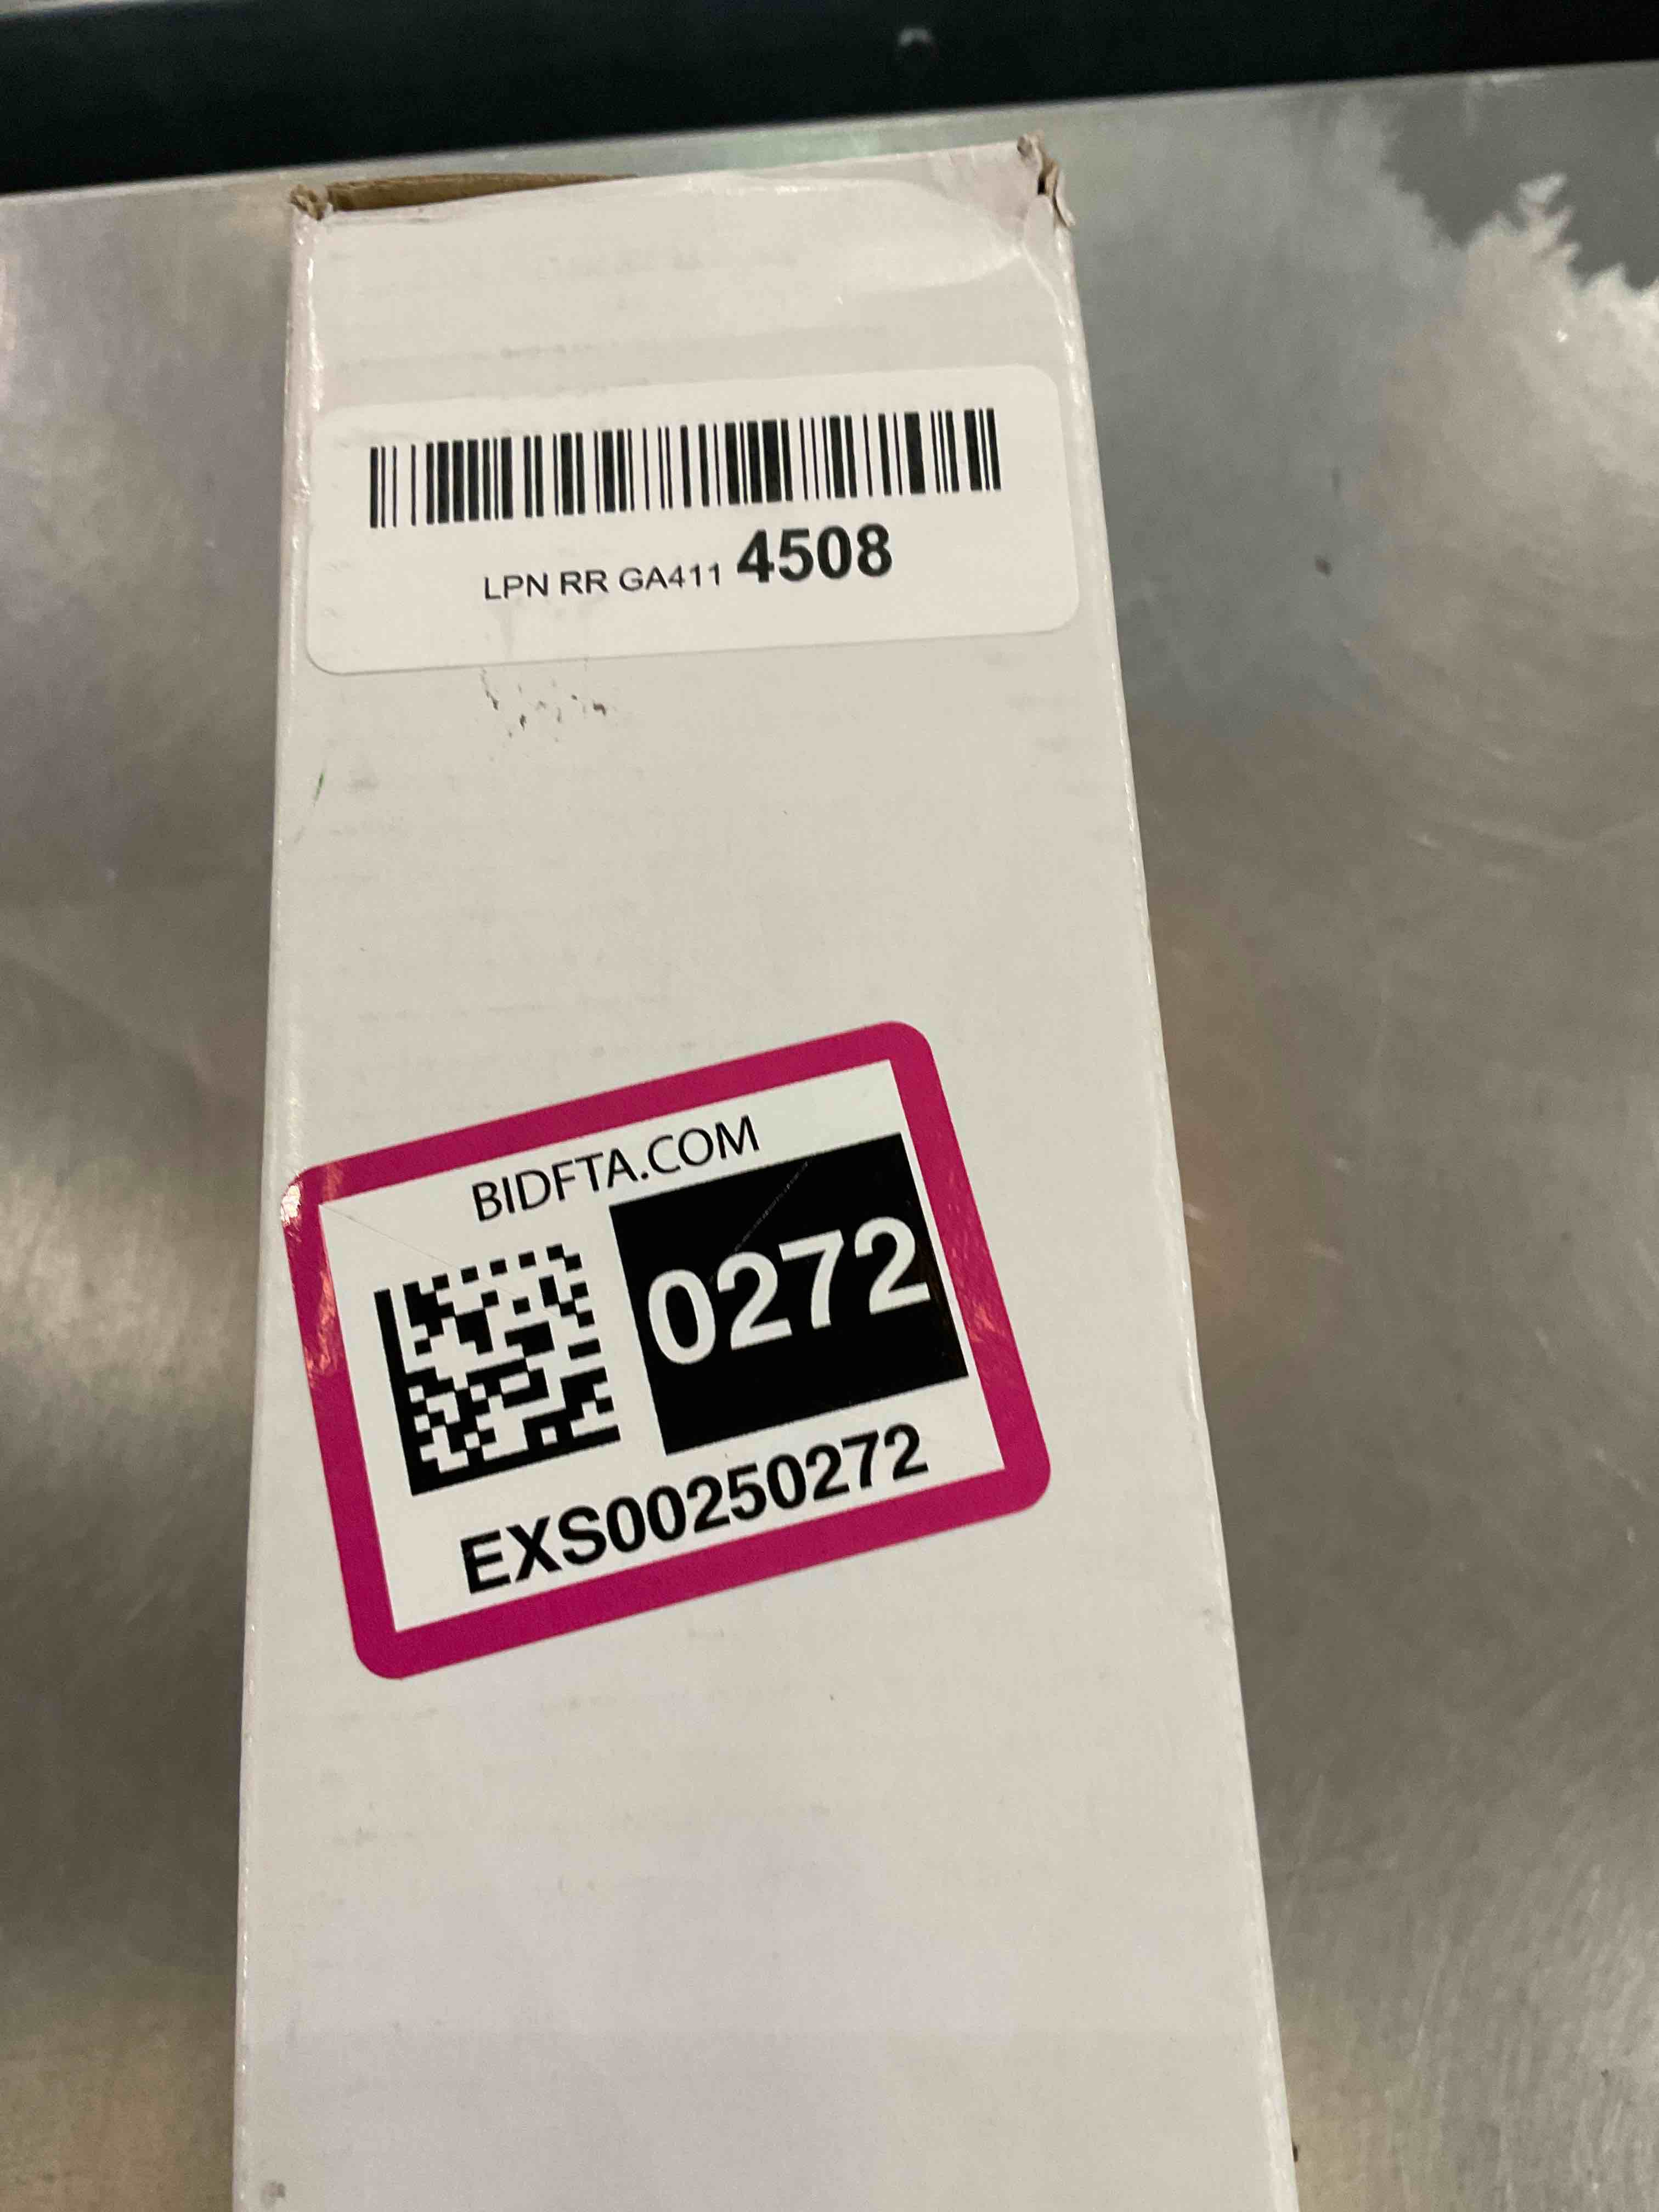 LPN RR GA411 4508
BIDFTA.COM
0272
EXS00250272